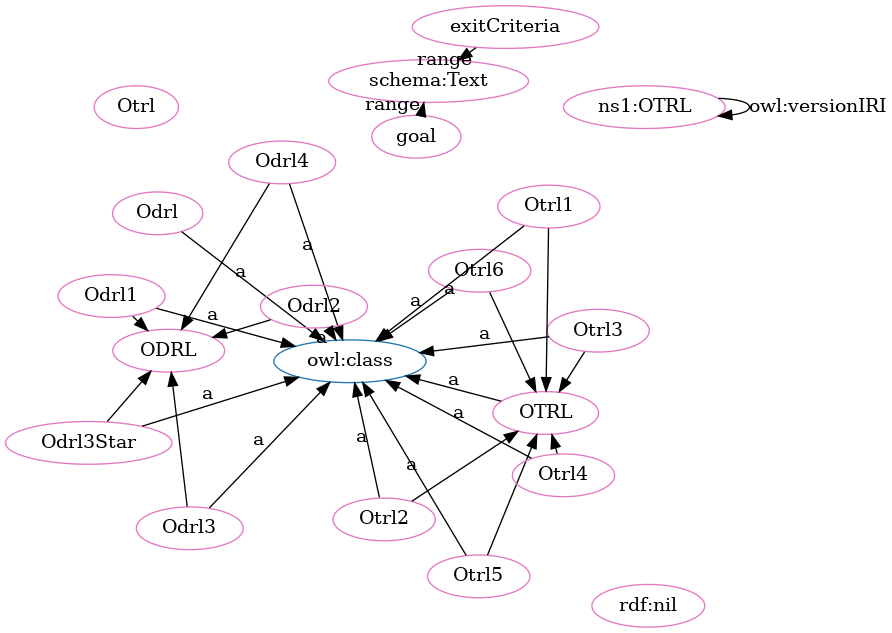 exitCriteria
range
schema:Text
range
goal
Otrl
ns1:OTRL
owl:versionIRI
Odrl4
Odrl
Otrl1
a
a
Otrl6
a
a
Odrl1
a
Odrl2
Otrl3
a
a
ODRL
owl:class
a
a
OTRL
a
Odrl3Star
a
a
a
Otrl4
Odrl3
Otrl2
Otrl5
rdf:nil